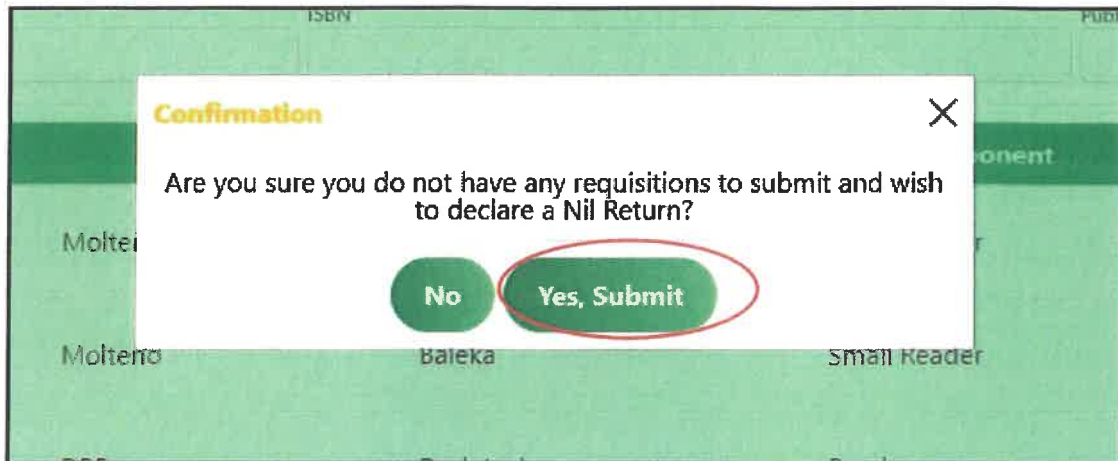 ISBN
Confirmation
Are you sure you do not have any requisitions to submit and wish
to declare a Nil Return?
No
Yes, Submit
Molteno
Baleka
Small Reader